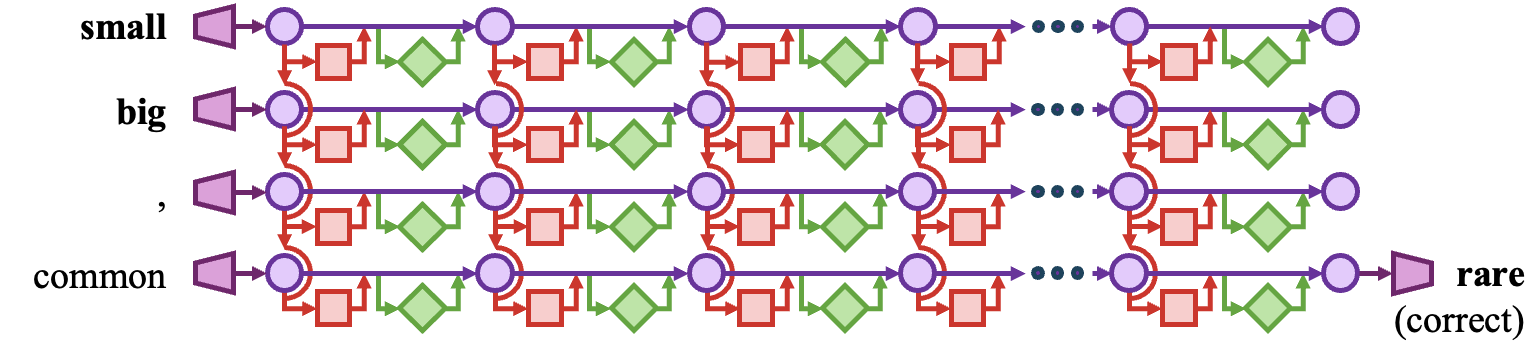 small
big
,
common
rare
(correct)